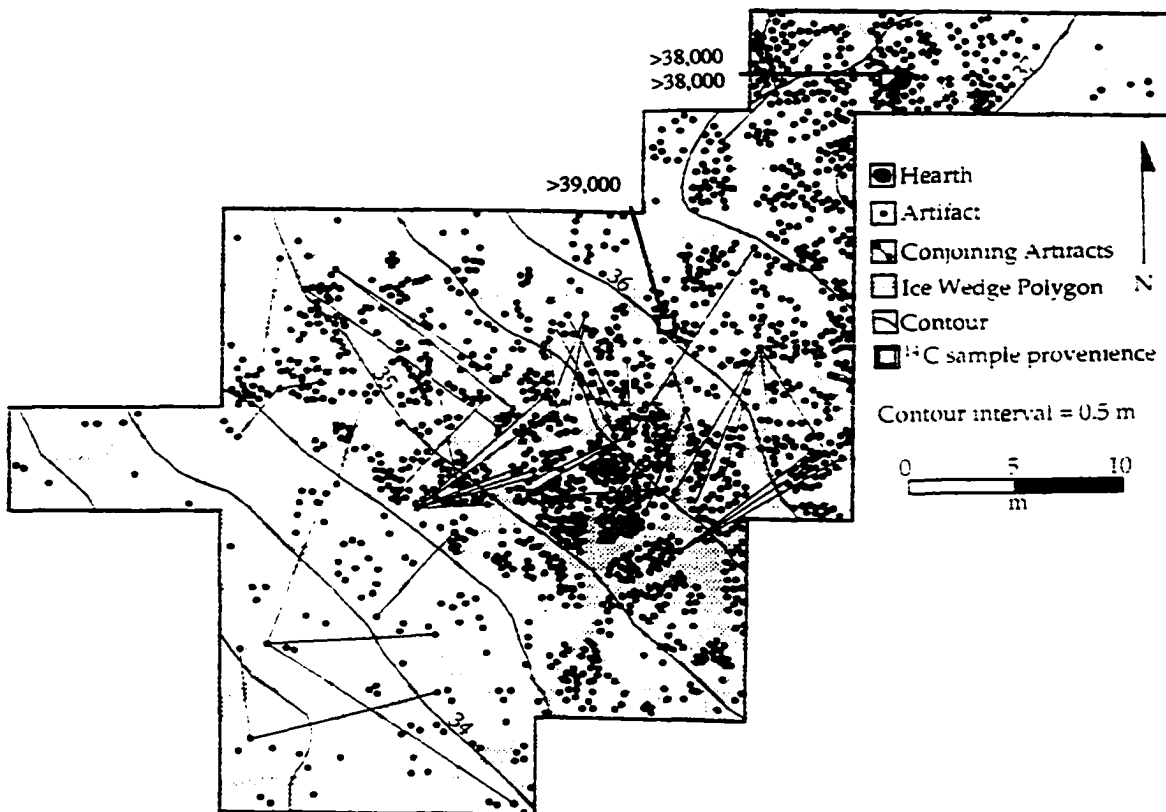 >38,000
>38,000
>39,000
Hearth
Artifact
Conjoining Artifacts
Ice Wedge Polygon
Contour
14C sample provenience
N
Contour interval = 0.5 m
0 5 10
m
36
35
34